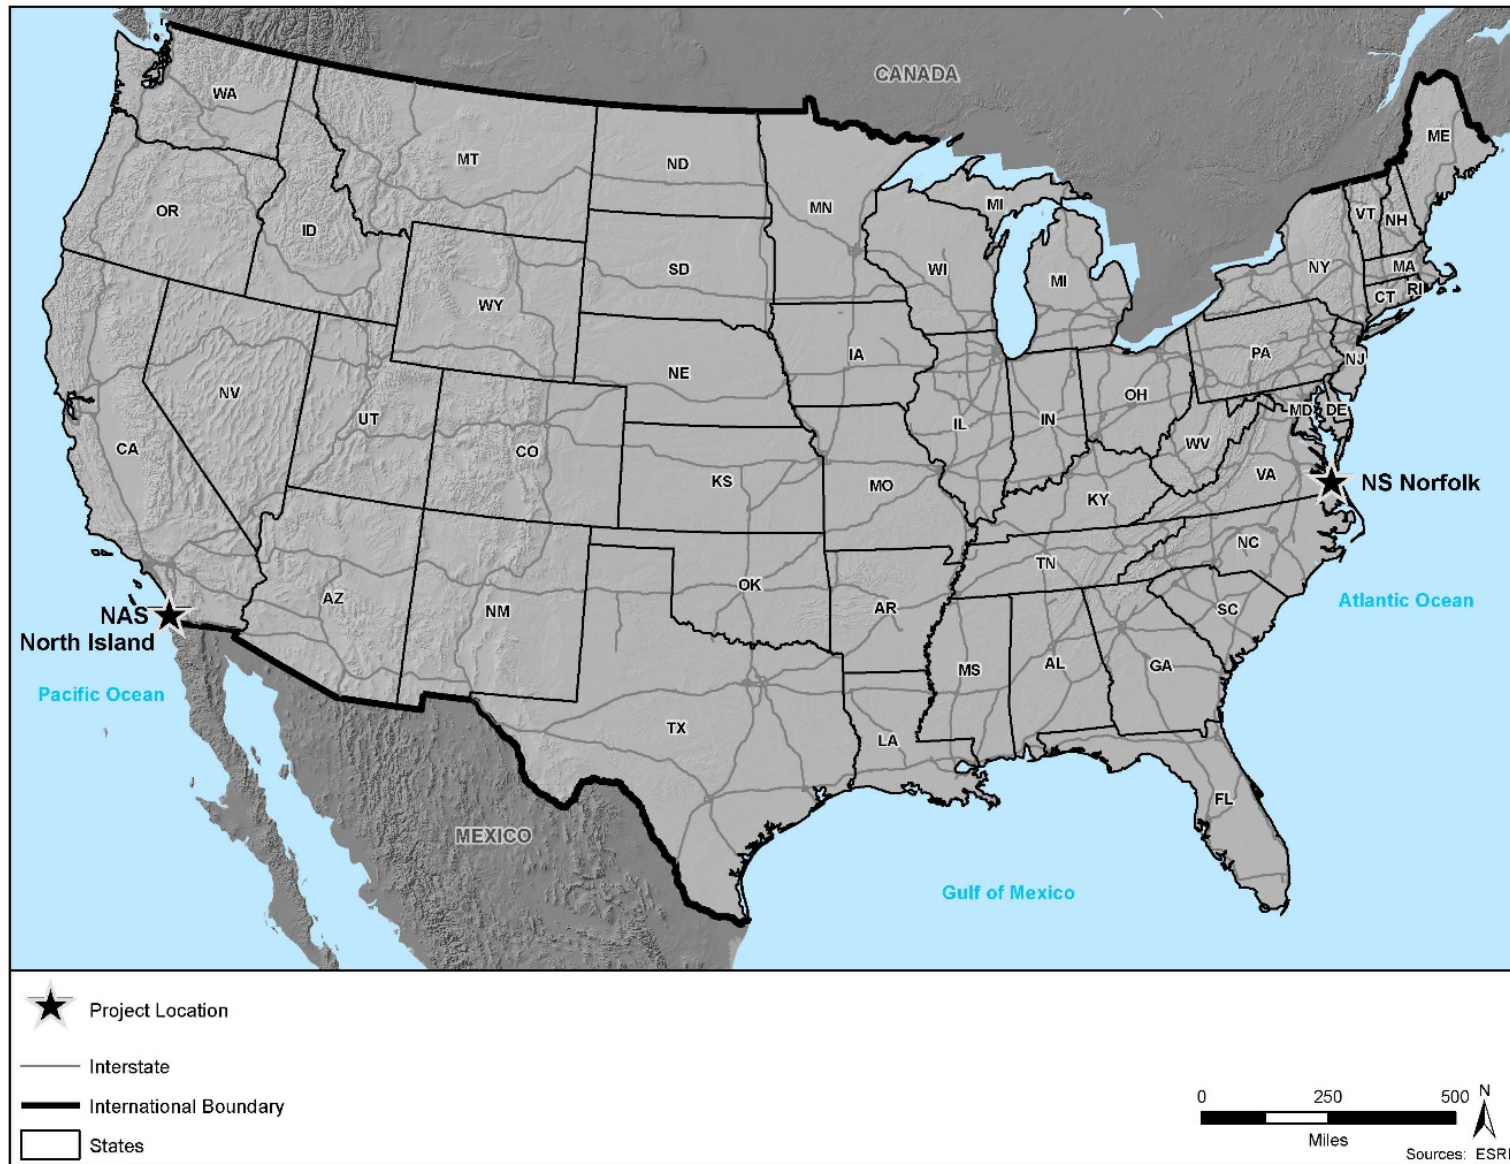 CANADA
WA
MT
ND
MN
ME
OR
ID
MI
VT
NH
SD
WI
MI
NY
MA
WY
CT
RI
IA
PA
NJ
NV
NE
UT
IL
IN
OH
MD
DE
CA
CO
WV
KS
MO
VA
NS Norfolk
KY
NC
TN
OK
AZ
NM
AR
SC
Atlantic Ocean
NAS
North Island
MS
AL
GA
Pacific Ocean
TX
LA
FL
MEXICO
Gulf of Mexico
Project Location
Interstate
International Boundary
States
0 250 500
Miles
N
Sources: ESRI